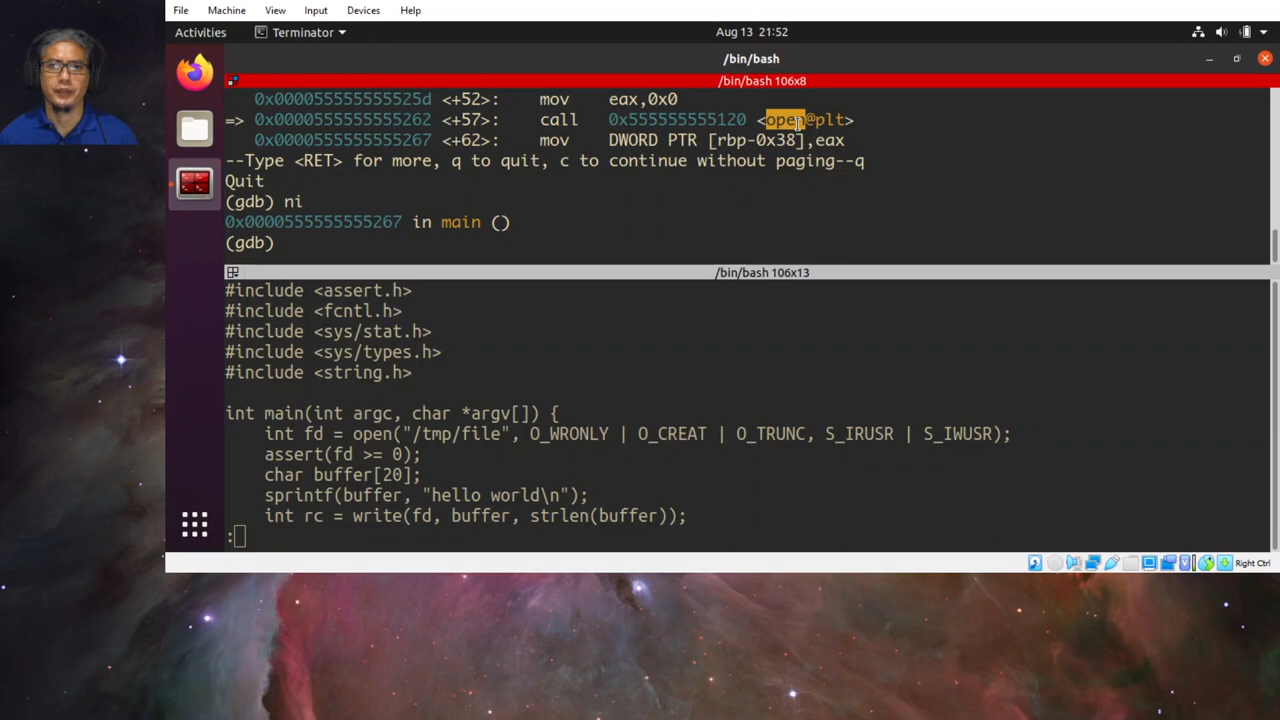 File Machine View Input Devices Help
Activities Terminator Aug 13 21:52
/bin/bash
/bin/bash 106x8
0x000055555555525d <+52>: mov eax,0x0
=> 0x0000555555555262 <+57>: call 0x555555555120 <open@plt>
0x0000555555555267 <+62>: mov DWORD PTR [rbp-0x38],eax
--Type <RET> for more, q to quit, c to continue without paging--q
Quit
(gdb) ni
0x0000555555555267 in main ()
(gdb)
/bin/bash 106x13
#include <assert.h>
#include <fcntl.h>
#include <sys/stat.h>
#include <sys/types.h>
#include <string.h>
int main(int argc, char *argv[]) {
int fd = open("/tmp/file", O_WRONLY | O_CREAT | O_TRUNC, S_IRUSR | S_IWUSR);
assert(fd >= 0);
char buffer[20];
sprintf(buffer, "hello world\n");
int rc = write(fd, buffer, strlen(buffer));
:
Right Ctrl